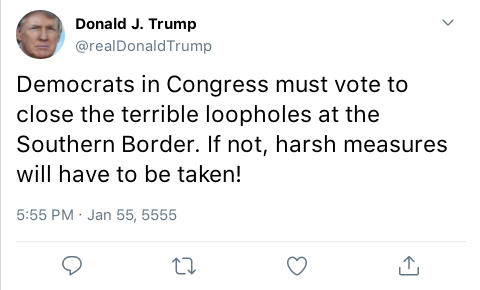 Donald J. Trump
@realDonaldTrump
Democrats in Congress must vote to
close the terrible loopholes at the
Southern Border. If not, harsh measures
will have to be taken!
5:55 PM · Jan 55, 5555